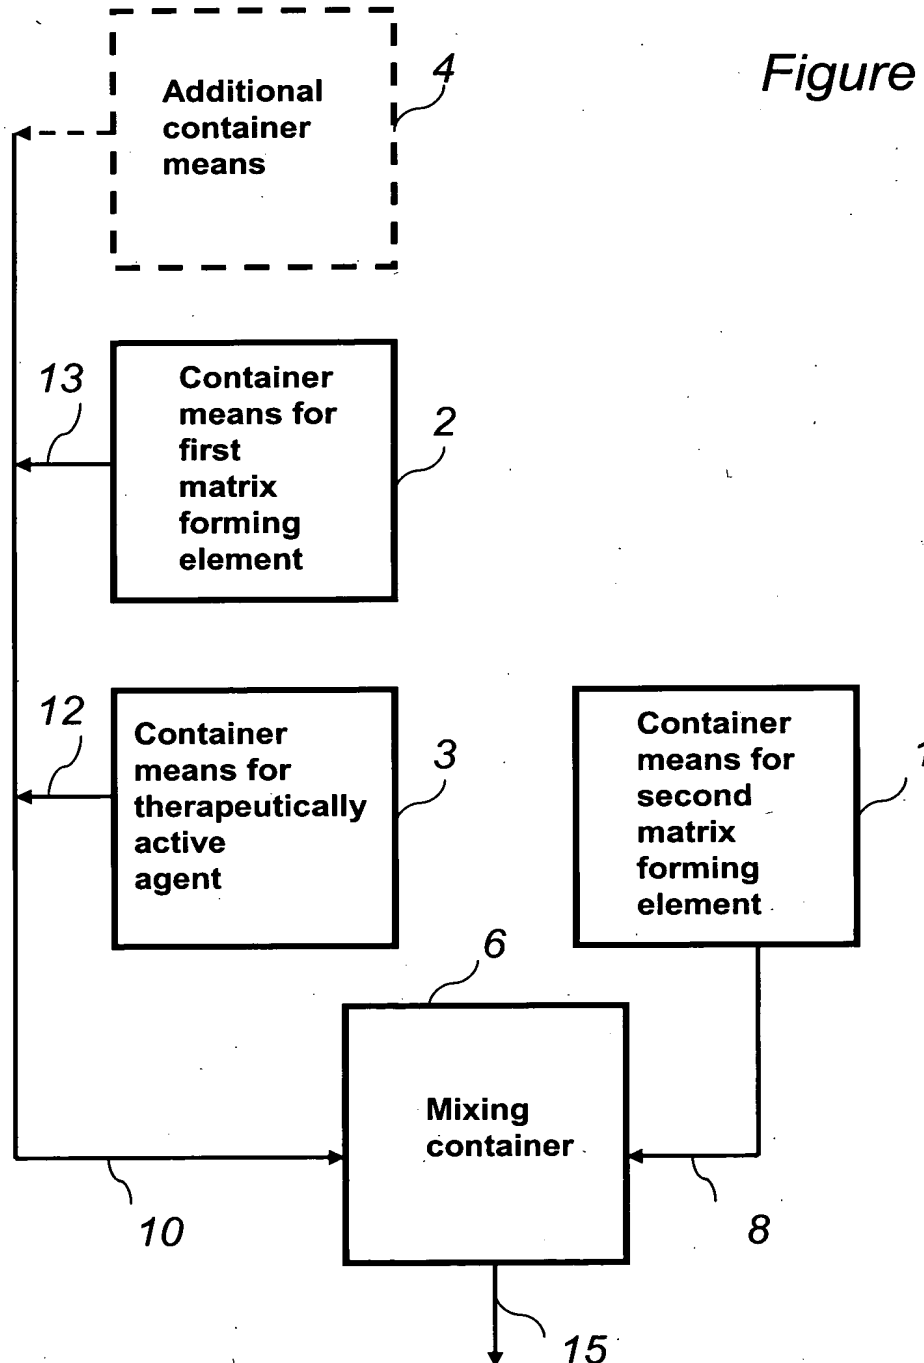 Figure
4
Additional
container
means
13
Container
means for
first
matrix
forming
element
2
12
Container
means for
therapeutically
active
agent
3
Container
means for
second
matrix
forming
element
1
6
Mixing
container
10
8
15